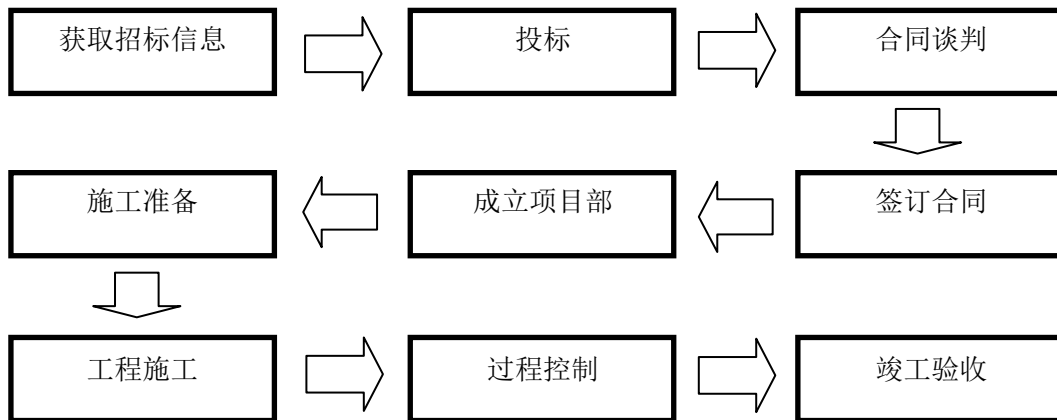 获取招标信息
投标
合同谈判
签订合同
成立项目部
施工准备
工程施工
过程控制
竣工验收